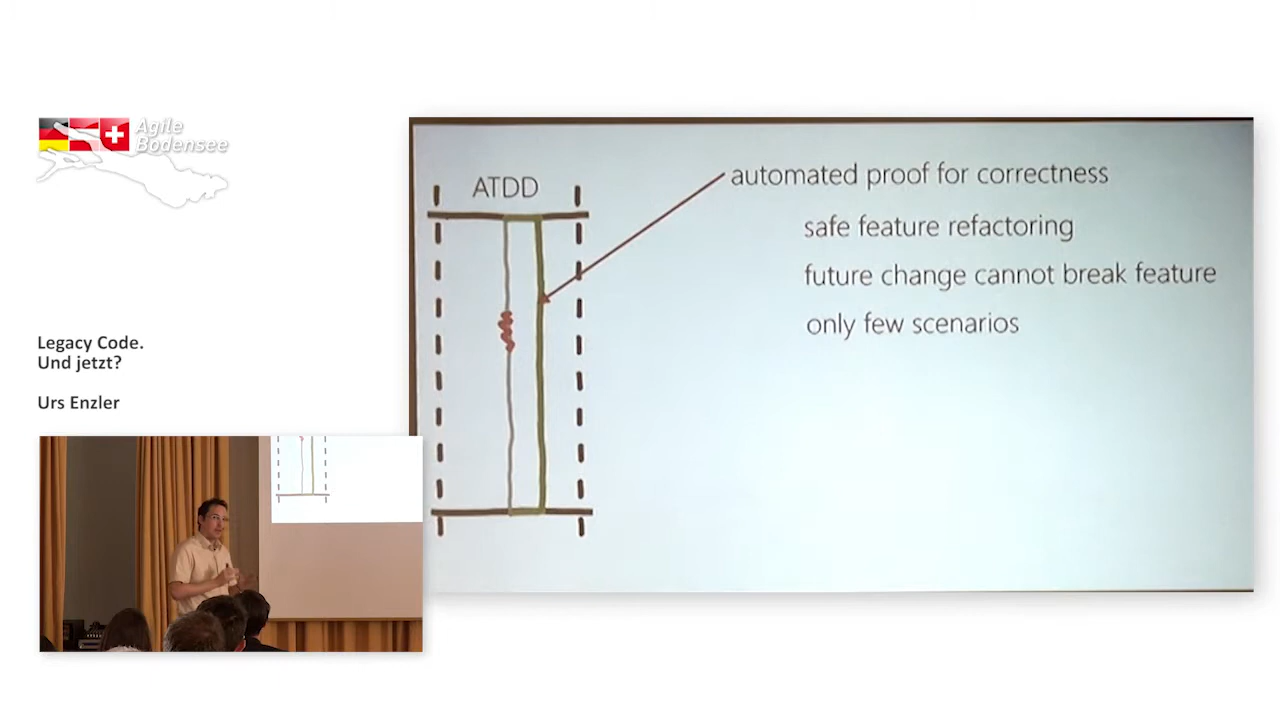 Agile
Bodensee
Legacy Code.
Und jetzt?
Urs Enzler
ATDD
automated proof for correctness
safe feature refactoring
future change cannot break feature
only few scenarios